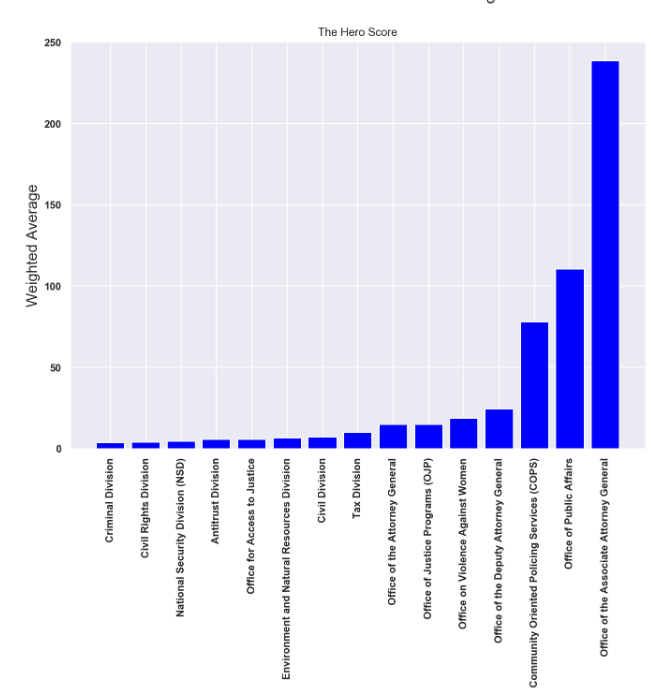 The Hero Score
Weighted Average
250
200
150
100
50
0
Criminal Division
Civil Rights Division
National Security Division (NSD)
Antitrust Division
Office for Access to Justice
Environment and Natural Resources Division
Civil Division
Tax Division
Office of the Attorney General
Office of Justice Programs (OJP)
Office on Violence Against Women
Office of the Deputy Attorney General
Community Oriented Policing Services (COPS)
Office of Public Affairs
Office of the Associate Attorney General